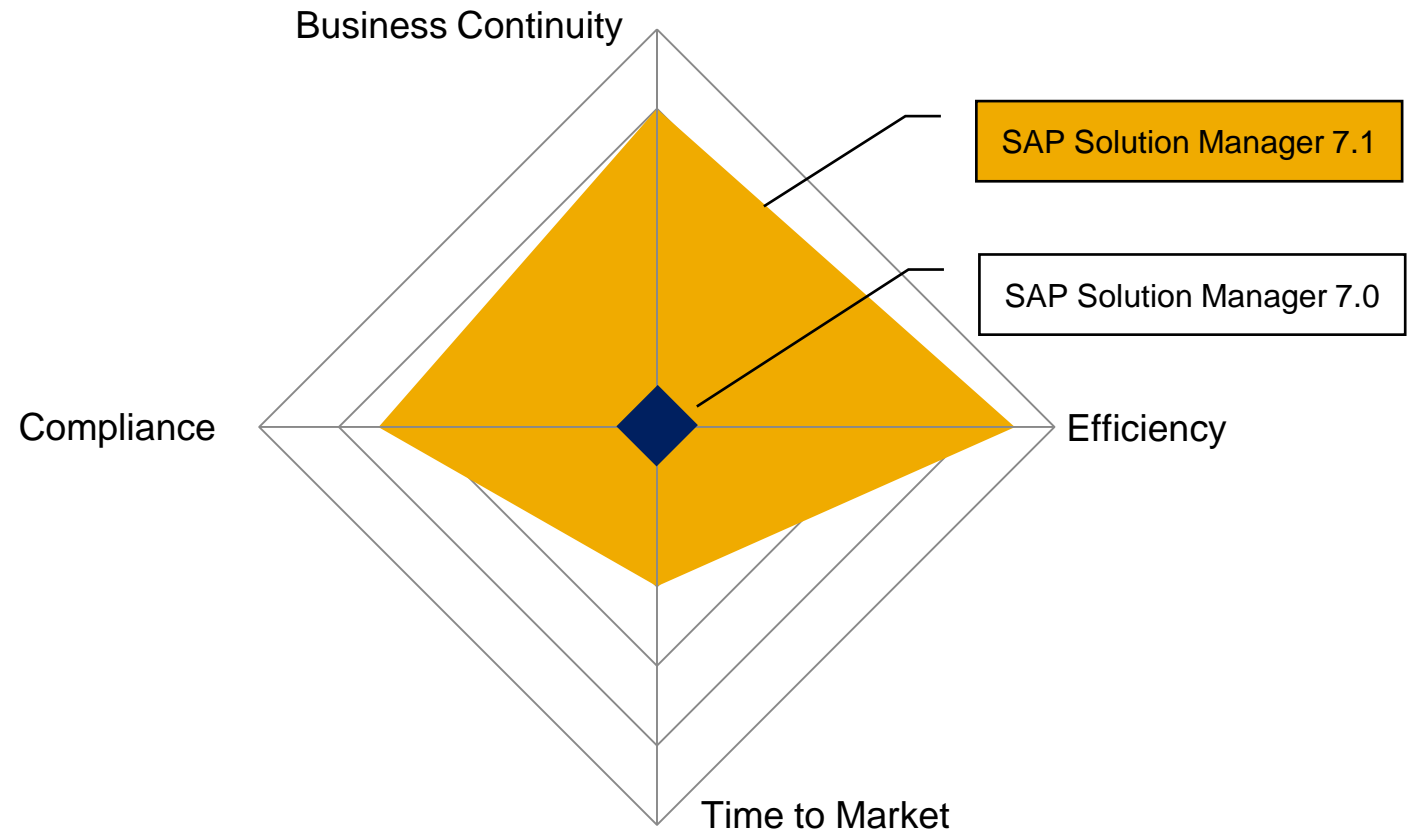 Business Continuity
SAP Solution Manager 7.1
SAP Solution Manager 7.0
Compliance
Efficiency
Time to Market